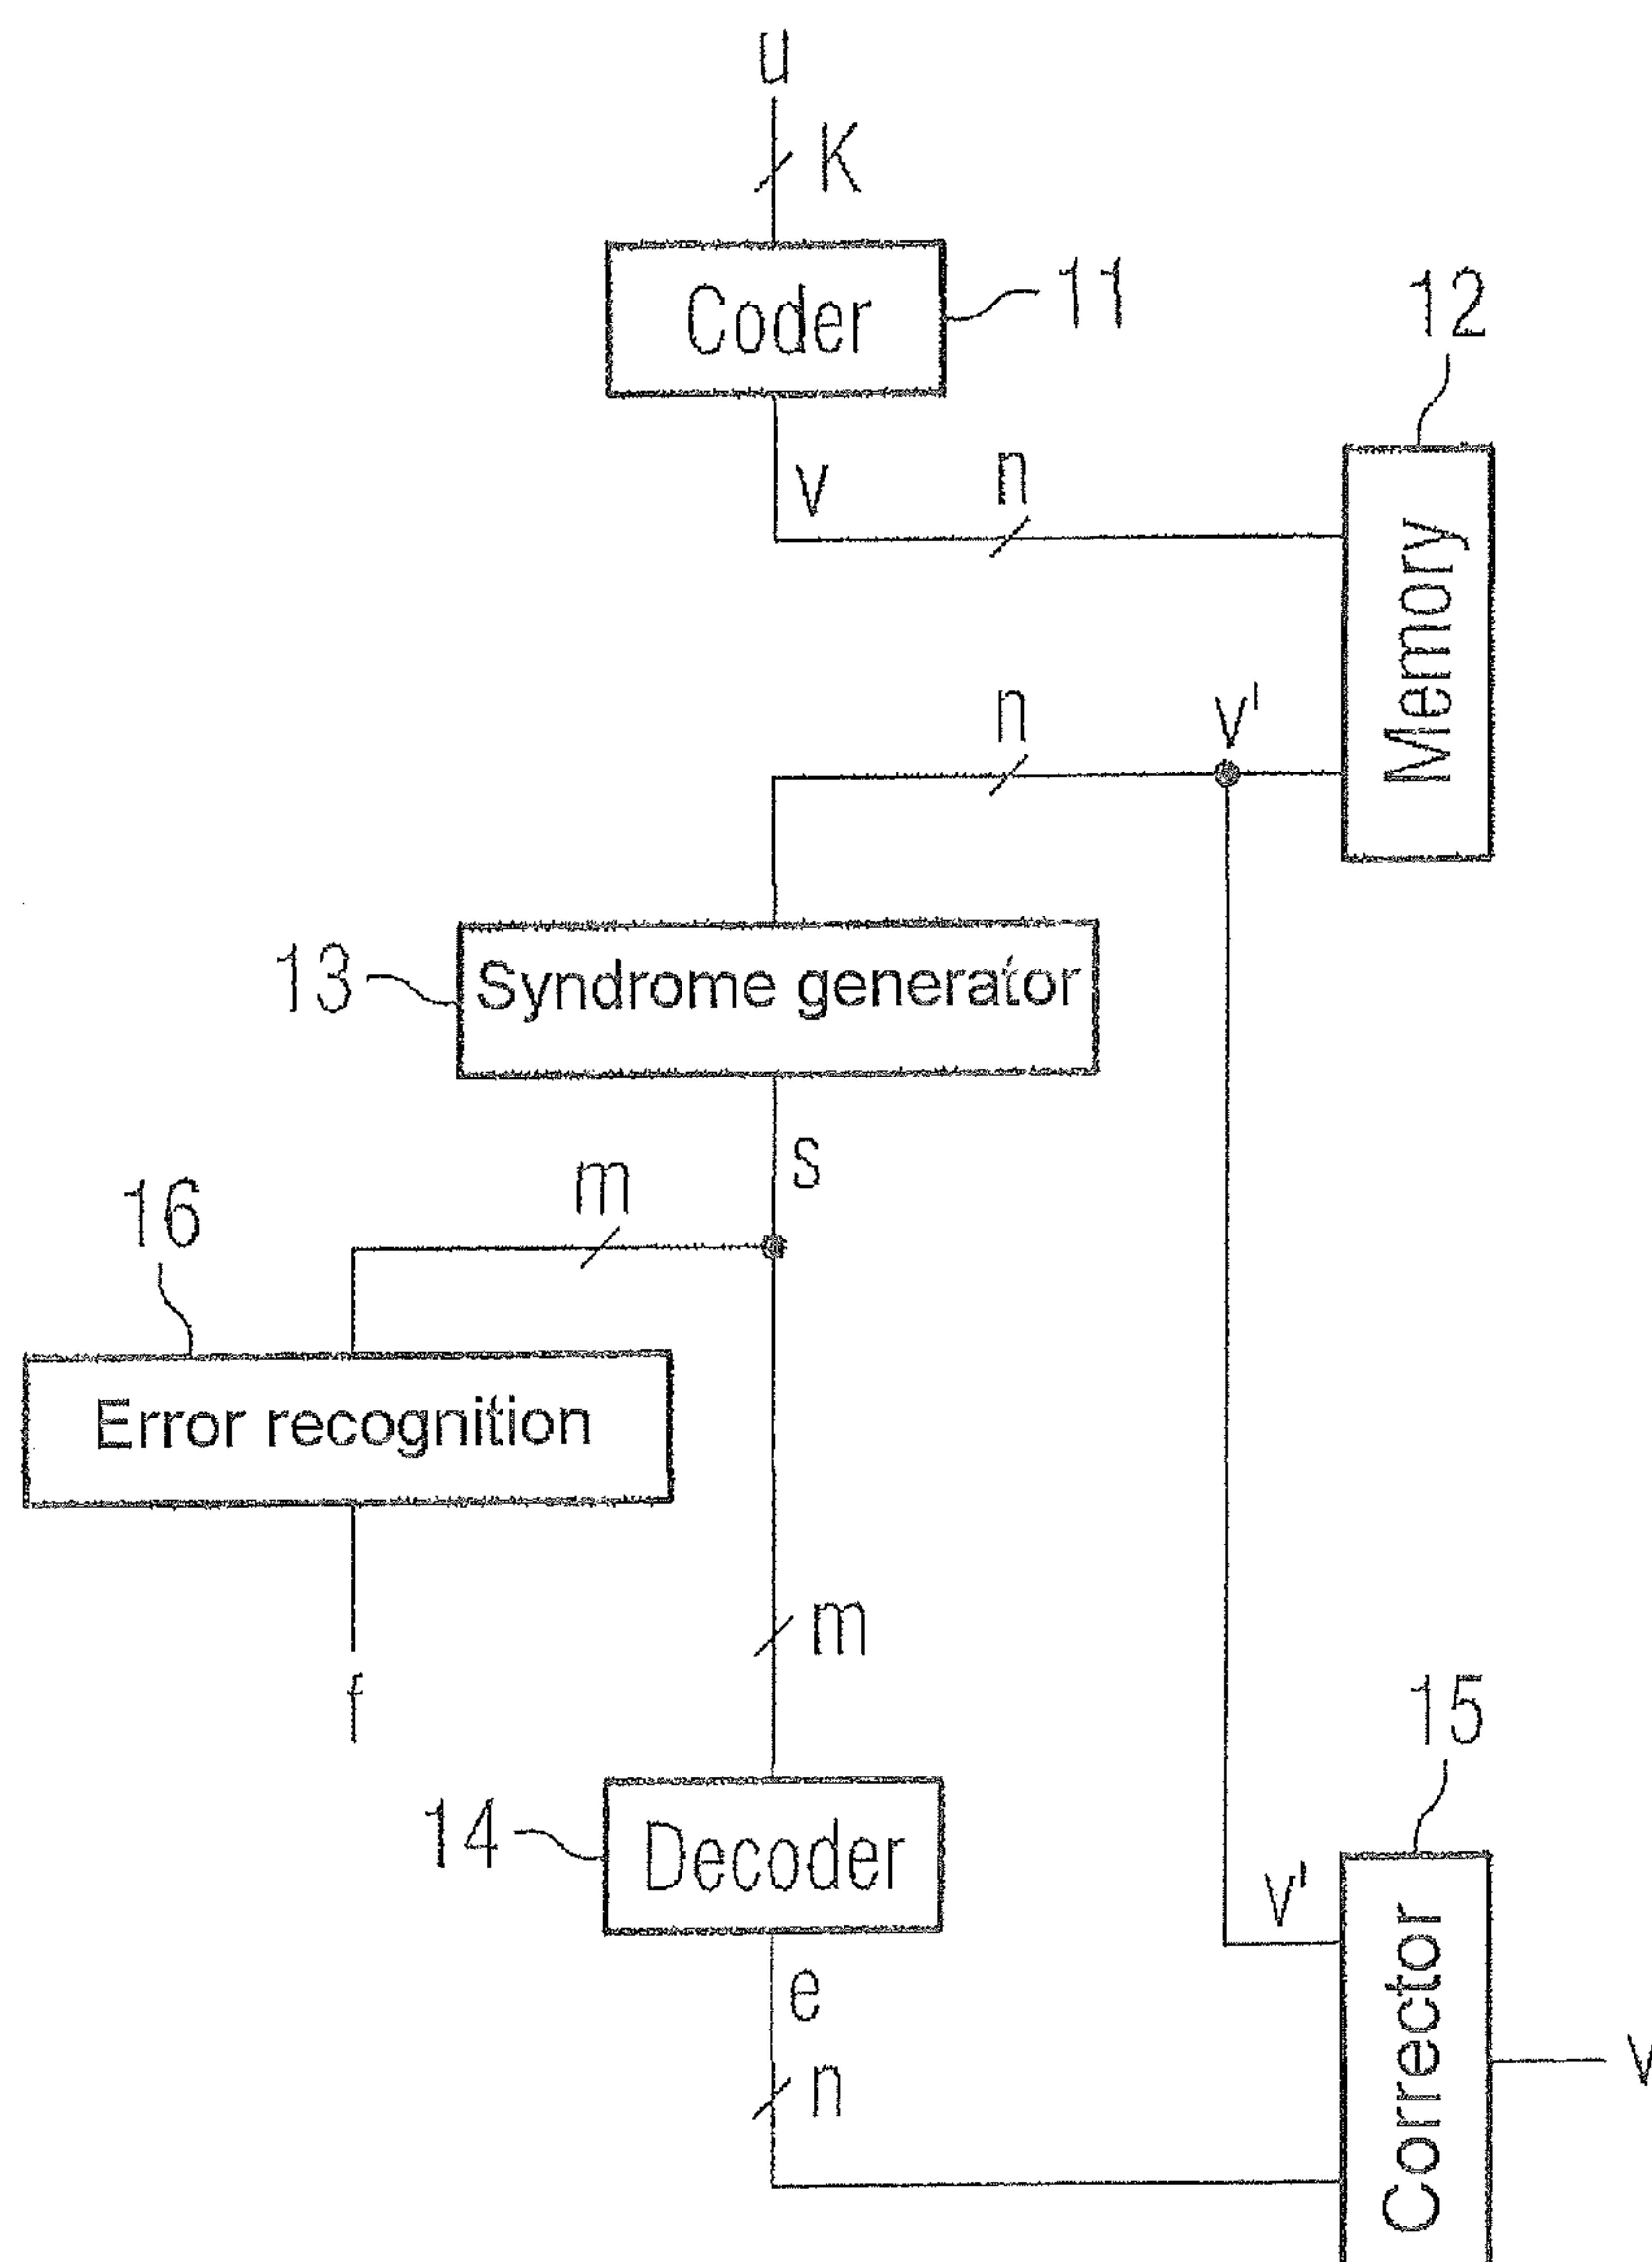 u
K
Coder
11
12
v
n
Memory
n
v'
13
Syndrome generator
s
m
16
Error recognition
m
f
15
14
Decoder
v'
e
Corrector
n